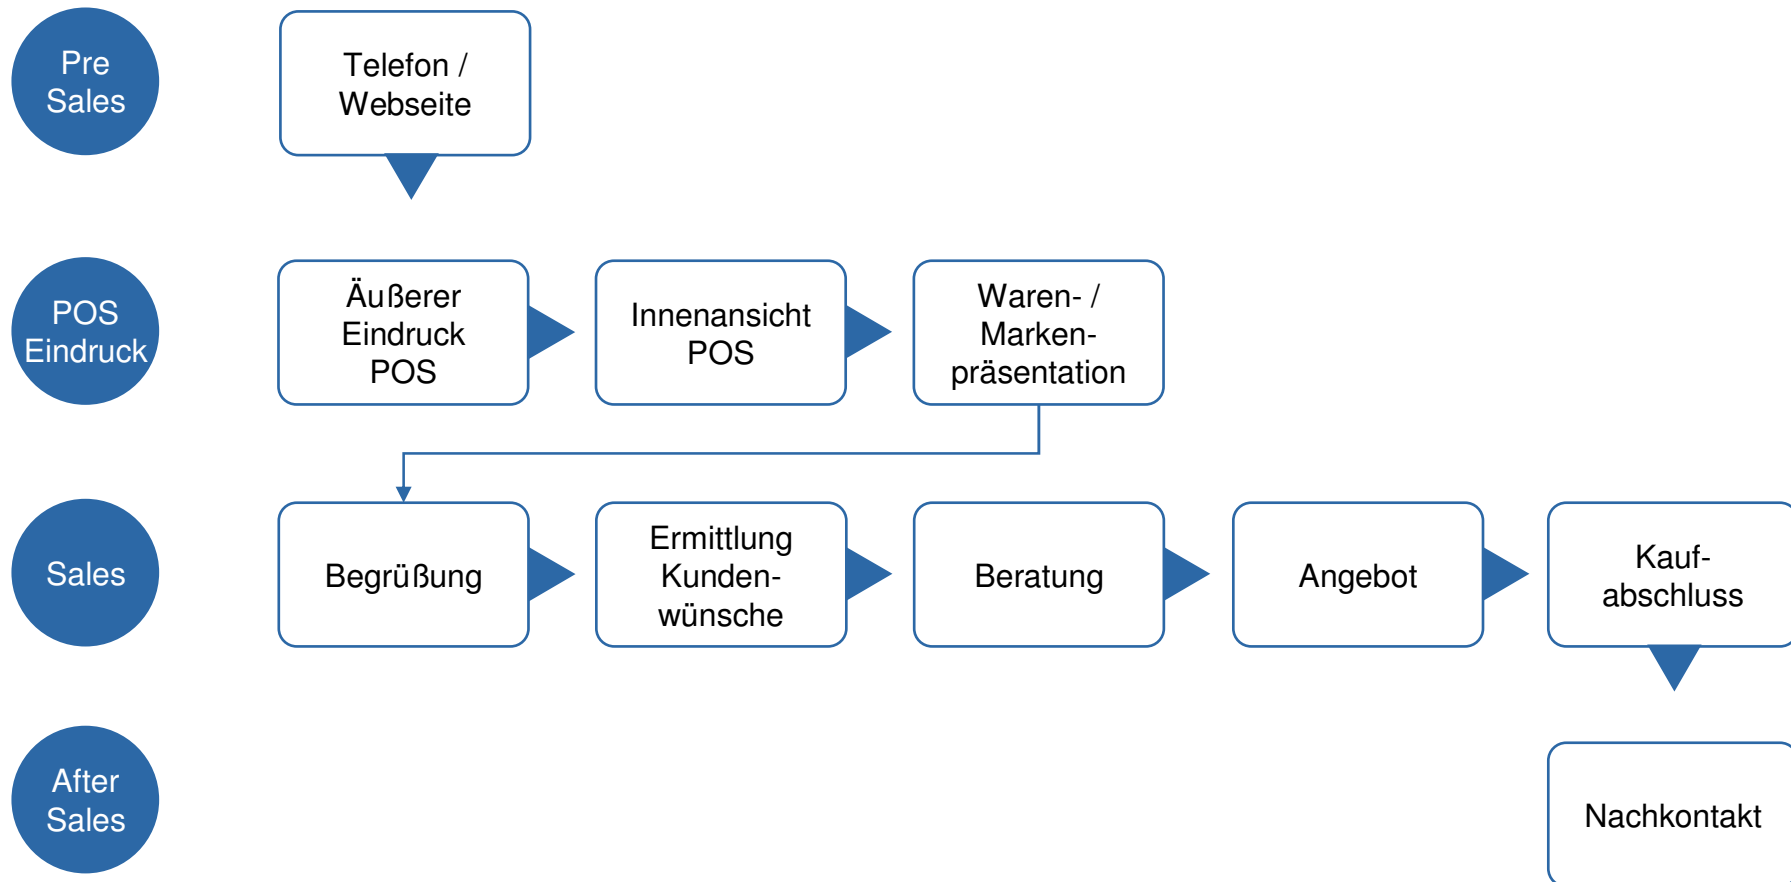 Pre
Sales
Telefon /
Webseite
POS
Eindruck
Äußerer
Eindruck
POS
Innenansicht
POS
Waren- /
Marken-
präsentation
Sales
Begrüßung
Ermittlung
Kunden-
wünsche
Beratung
Angebot
Kauf-
abschluss
After
Sales
Nachkontakt